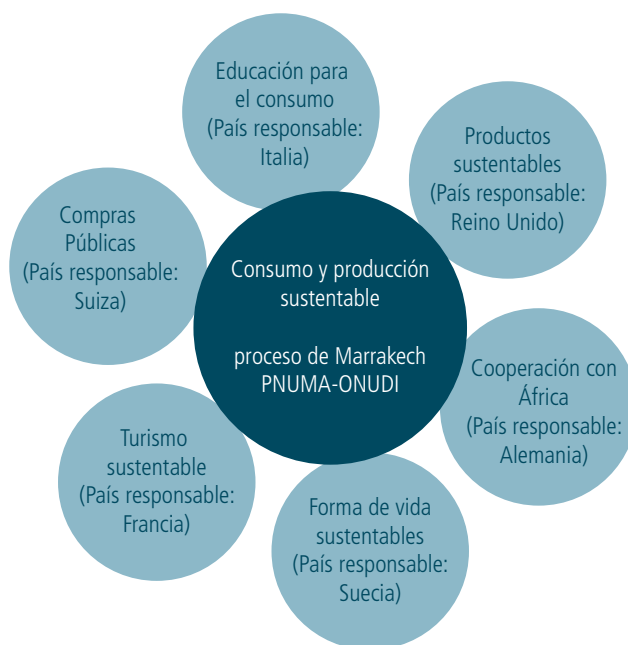 Educación para
el consumo
(País responsable:
Italia)
Productos
sustentables
(País responsable:
Reino Unido)
Compras
Públicas
(País responsable:
Suiza)
Consumo y producción
sustentable
proceso de Marrakech
PNUMA-ONUDI
Cooperación con
África
(País responsable:
Alemania)
Turismo
sustentable
(País responsable:
Francia)
Forma de vida
sustentables
(País responsable:
Suecia)